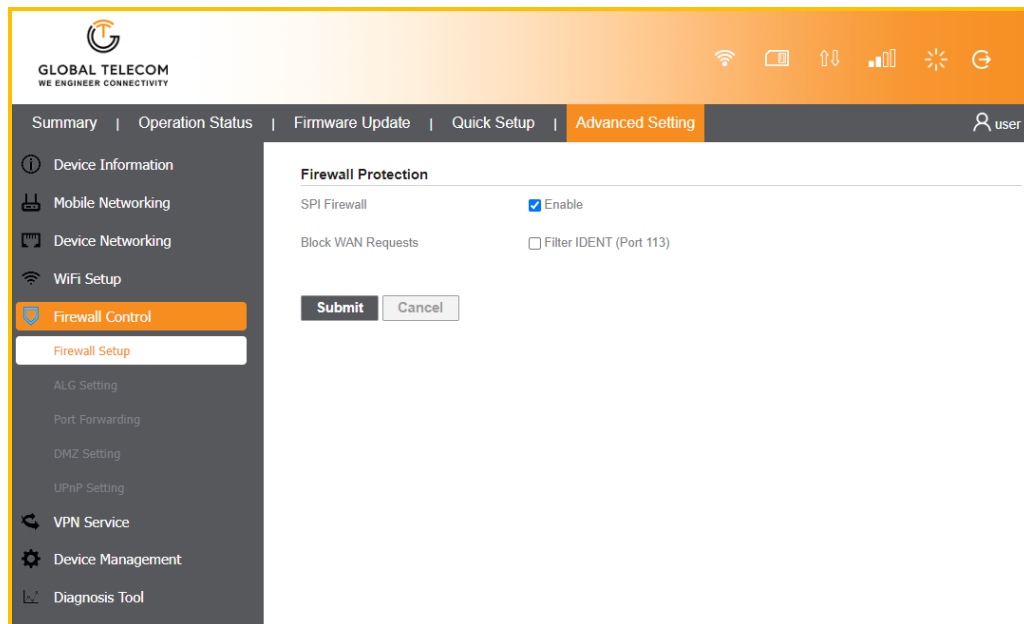 GLOBAL TELECOM
WE ENGINEER CONNECTIVITY
Summary | Operation Status | Firmware Update | Quick Setup | Advanced Setting
user
Device Information
Mobile Networking
Device Networking
WiFi Setup
Firewall Control
Firewall Setup
ALG Setting
Port Forwarding
DMZ Setting
UPnP Setting
VPN Service
Device Management
Diagnosis Tool
Firewall Protection
SPI Firewall Enable
Block WAN Requests Filter IDENT (Port 113)
Submit Cancel